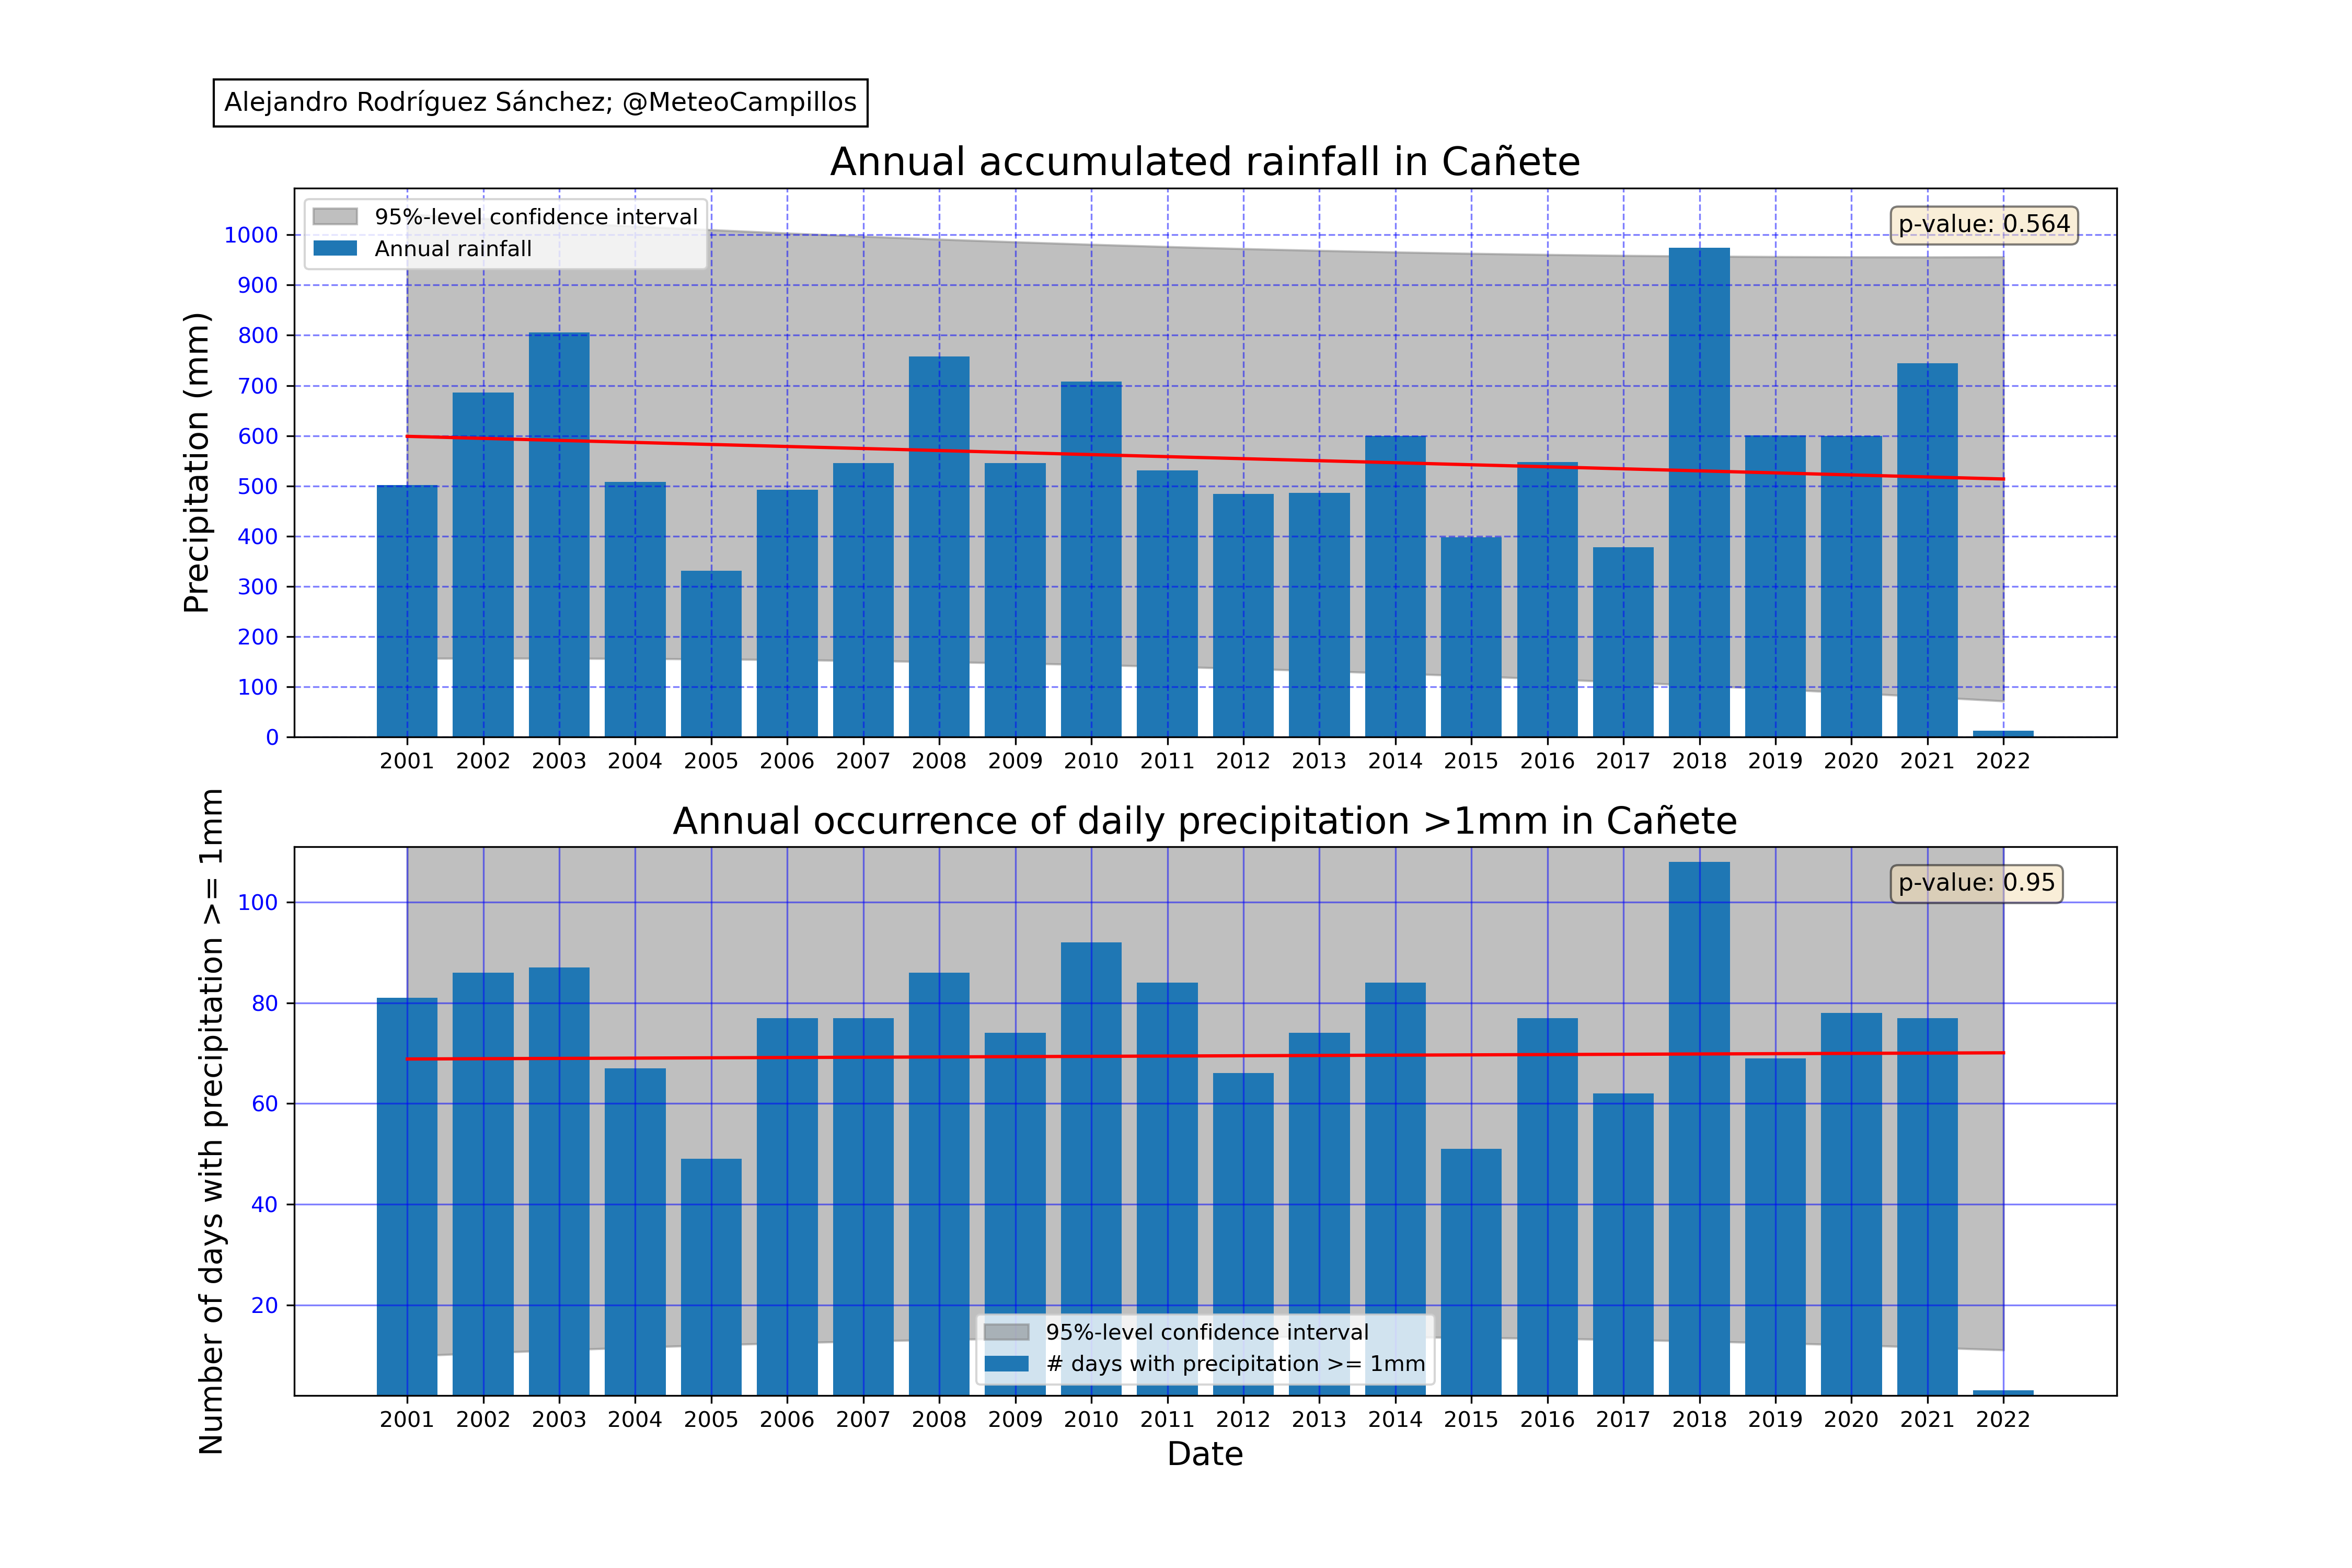 Alejandro Rodríguez Sánchez; @MeteoCampillos
Annual accumulated rainfall in Cañete
95%-level confidence interval
Annual rainfall
p-value: 0.564
Precipitation (mm)
1000
900
800
700
600
500
400
300
200
100
0
2001 2002 2003 2004 2005 2006 2007 2008 2009 2010 2011 2012 2013 2014 2015 2016 2017 2018 2019 2020 2021 2022
Annual occurrence of daily precipitation >1mm in Cañete
p-value: 0.95
Number of days with precipitation >= 1mm
100
80
60
40
20
95%-level confidence interval
# days with precipitation >= 1mm
2001 2002 2003 2004 2005 2006 2007 2008 2009 2010 2011 2012 2013 2014 2015 2016 2017 2018 2019 2020 2021 2022
Date